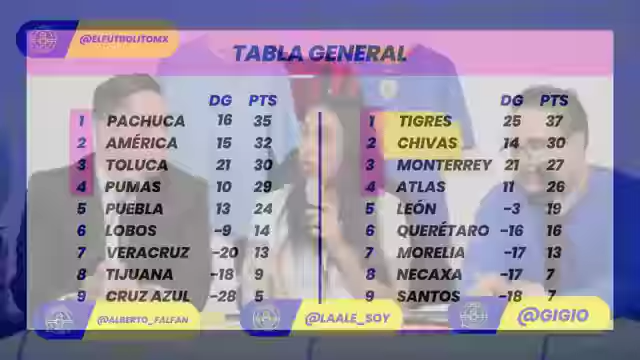 @ELFUTBOLITOMX
TABLA GENERAL
DG PTS
1 PACHUCA 16 35
2 AMÉRICA 15 32
3 TOLUCA 21 30
4 PUMAS 10 29
5 PUEBLA 13 24
6 LOBOS -9 14
7 VERACRUZ -20 13
8 TIJUANA -18 9
9 CRUZ AZUL -28 5
DG PTS
1 TIGRES 25 37
2 CHIVAS 14 30
3 MONTERREY 21 27
4 ATLAS 11 26
5 LEÓN -3 19
6 QUERÉTARO -16 16
7 MORELIA -17 13
8 NECAXA -17 7
9 SANTOS -18 7
@ALBERTO_FALFAN
@LAALE_SOY
@GIGIO